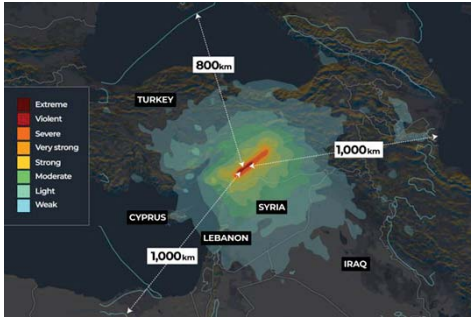 800km
TURKEY
Extreme
Violent
Severe
Very strong
Strong
Moderate
Light
Weak
1,000km
SYRIA
CYPRUS
LEBANON
1,000km
IRAQ